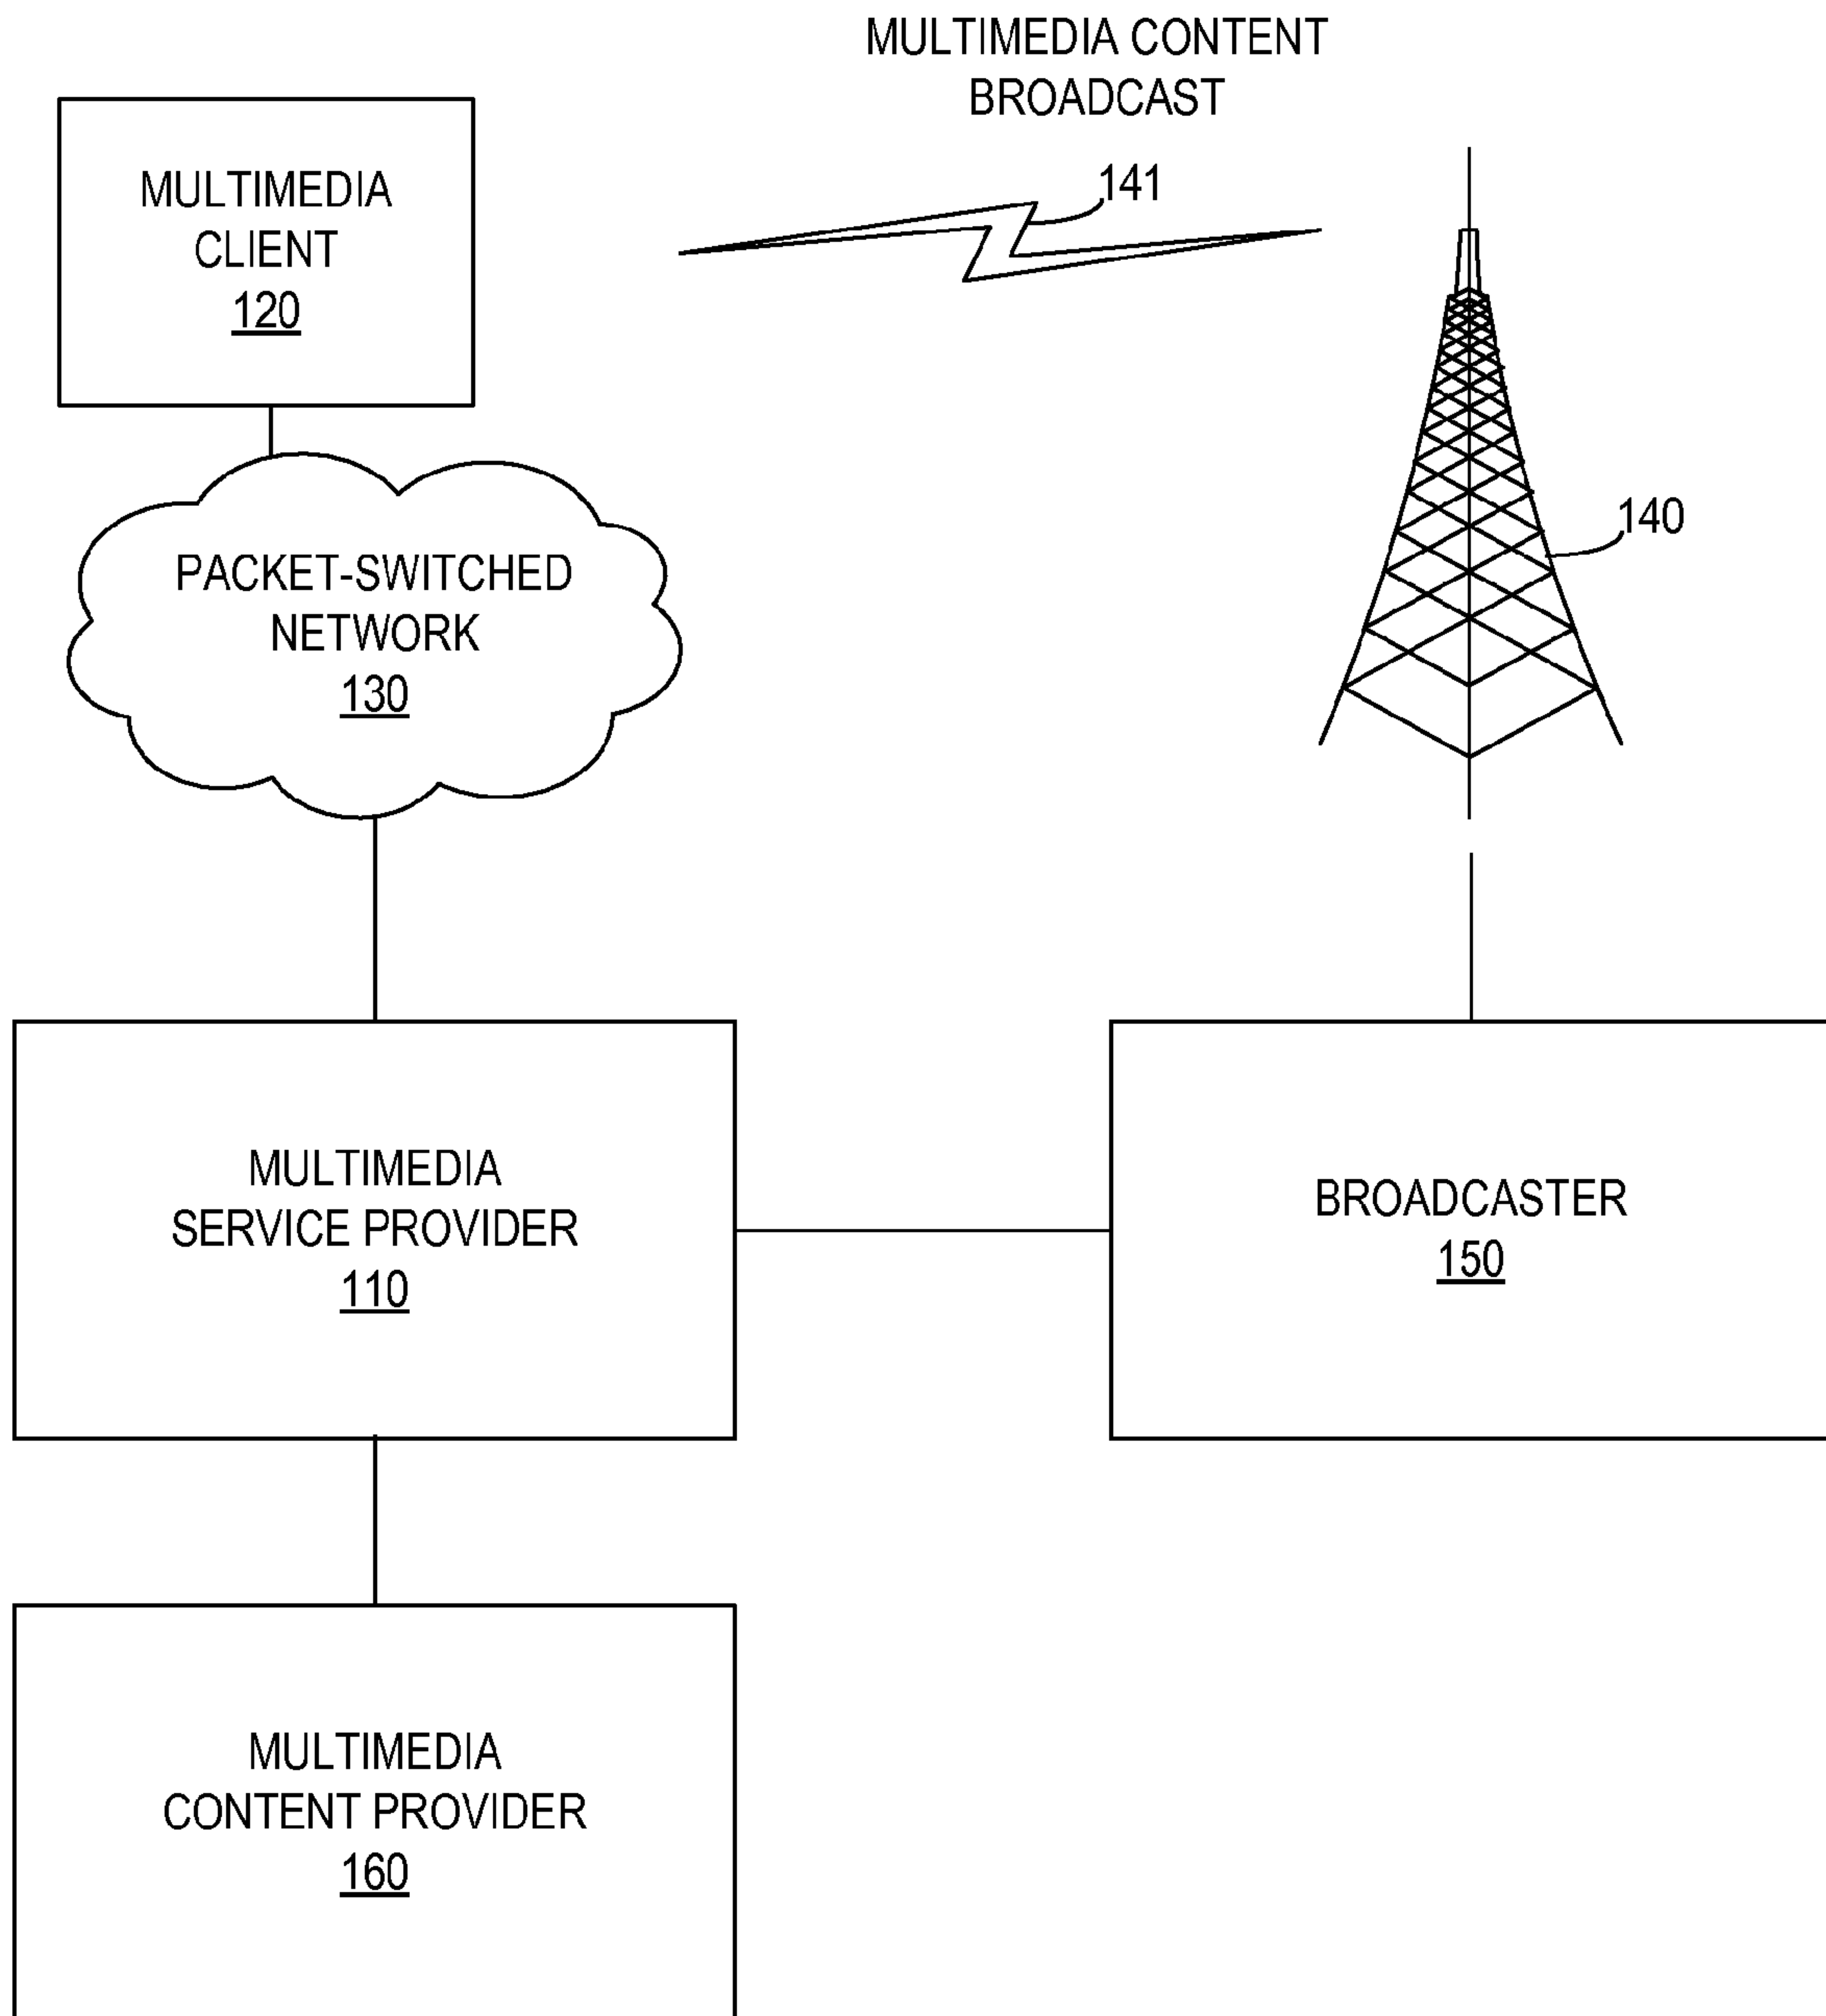 MULTIMEDIA CONTENT
BROADCAST
141
MULTIMEDIA
CLIENT
120
140
PACKET-SWITCHED
NETWORK
130
MULTIMEDIA
SERVICE PROVIDER
110
BROADCASTER
150
MULTIMEDIA
CONTENT PROVIDER
160